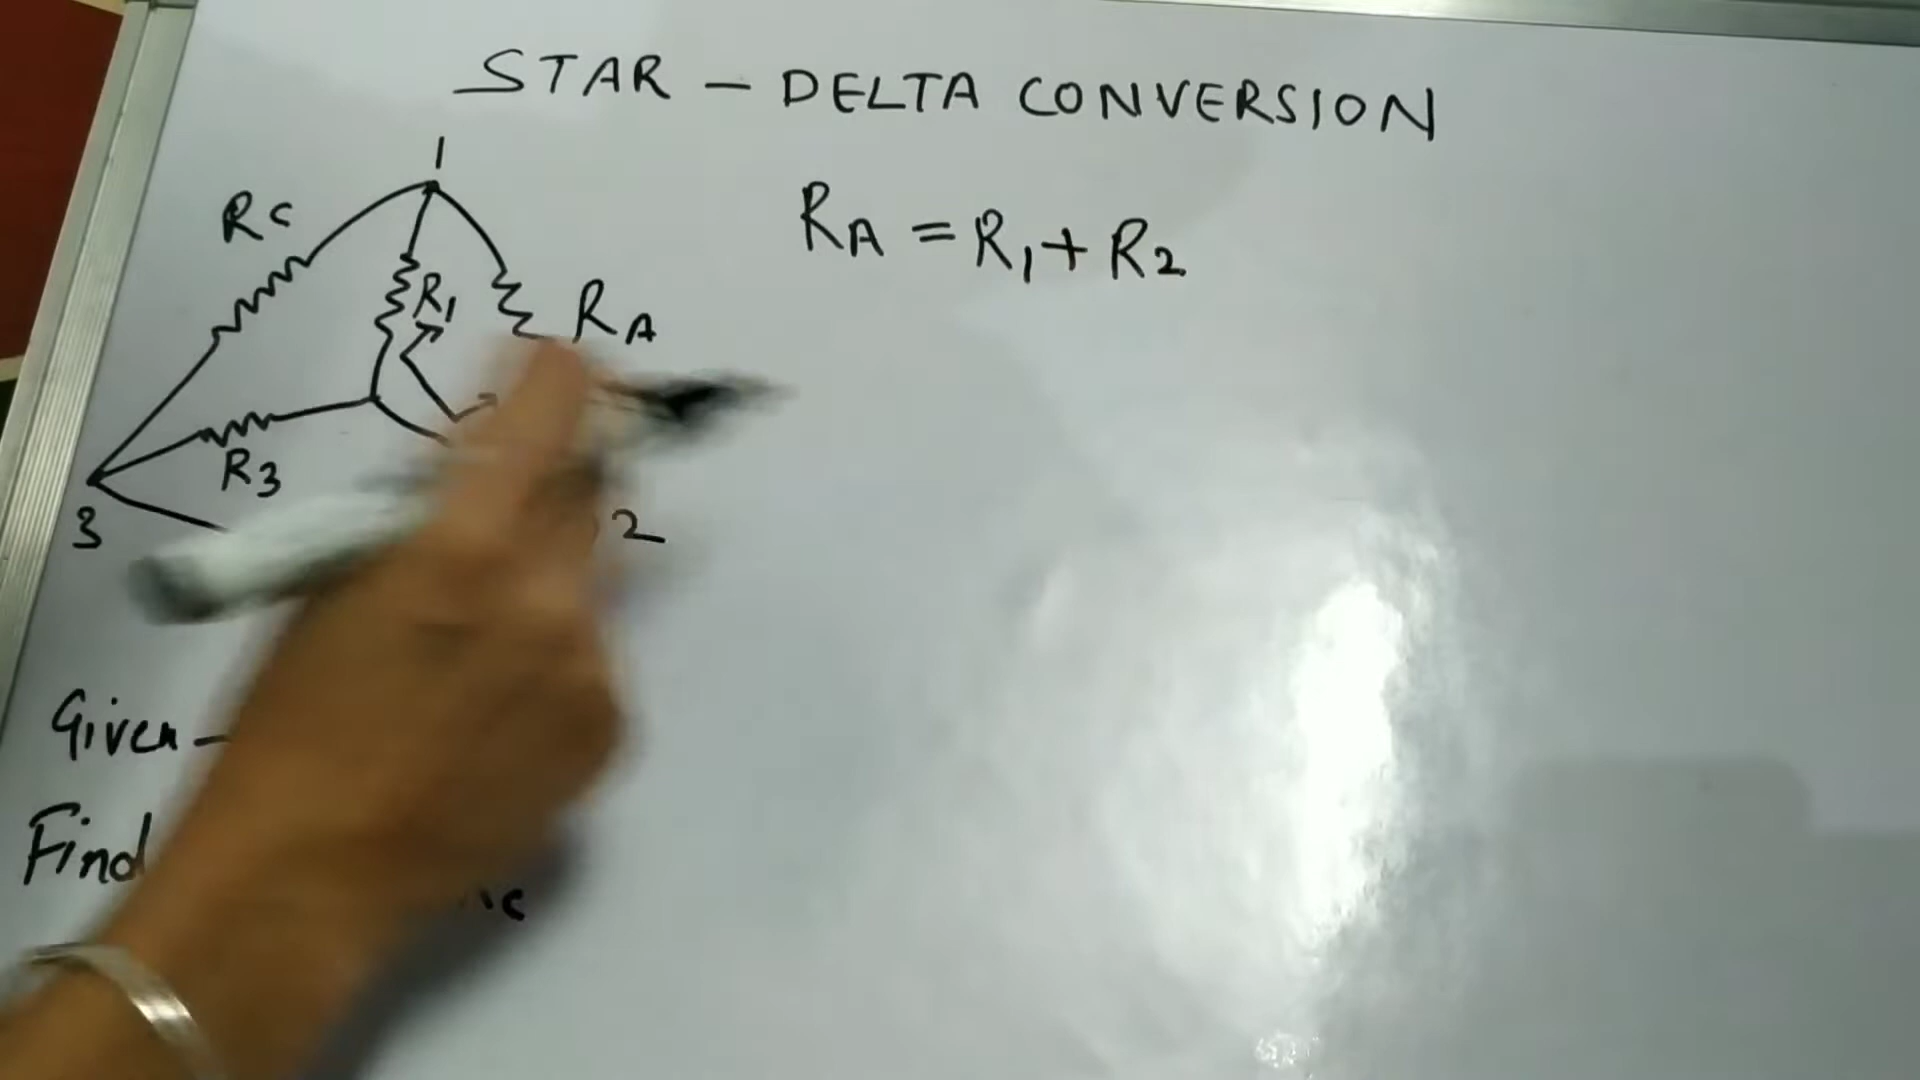 STAR - DELTA CONVERSION
1
RC
RA = R1 + R2
R1
RA
R3
3
2
Given -
Find